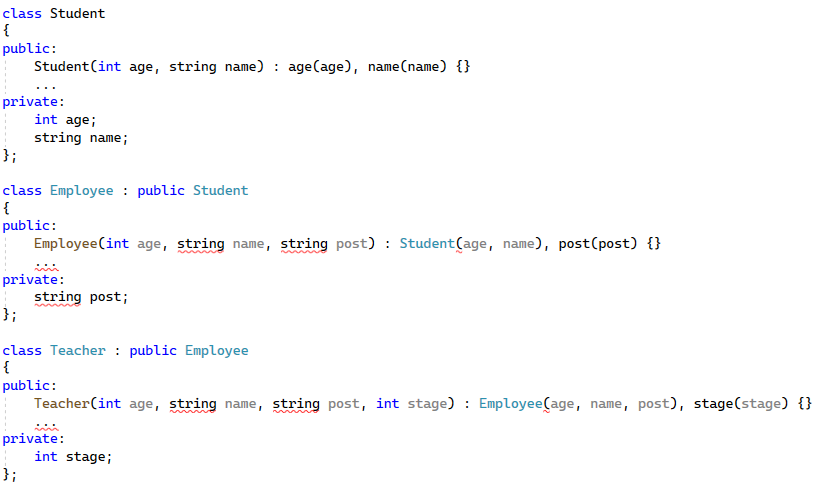 class Student
{
public:
    Student(int age, string name) : age(age), name(name) {}
    ...
private:
    int age;
    string name;
};

class Employee : public Student
{
public:
    Employee(int age, string name, string post) : Student(age, name), post(post) {}
    ...
private:
    string post;
};

class Teacher : public Employee
{
public:
    Teacher(int age, string name, string post, int stage) : Employee(age, name, post), stage(stage) {}
    ...
private:
    int stage;
};